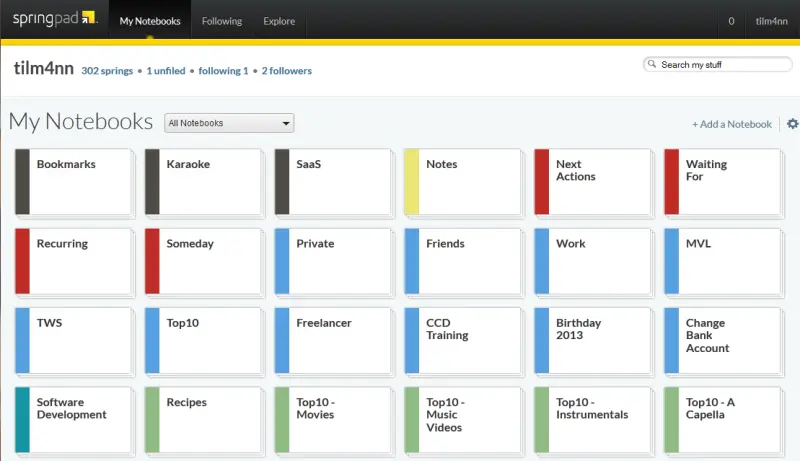 springpad My Notebooks Following Explore 0 tilm4nn
tilm4nn 302 springs • 1 unfiled • following 1 • 2 followers Search my stuff
My Notebooks All Notebooks + Add a Notebook
Bookmarks
Karaoke
SaaS
Notes
Next
Actions
Waiting
For
Recurring
Someday
Private
Friends
Work
MVL
TWS
Top10
Freelancer
CCD
Training
Birthday
2013
Change
Bank
Account
Software
Development
Recipes
Top10 -
Movies
Top10 -
Music
Videos
Top10 -
Instrumentals
Top10 - A
Capella